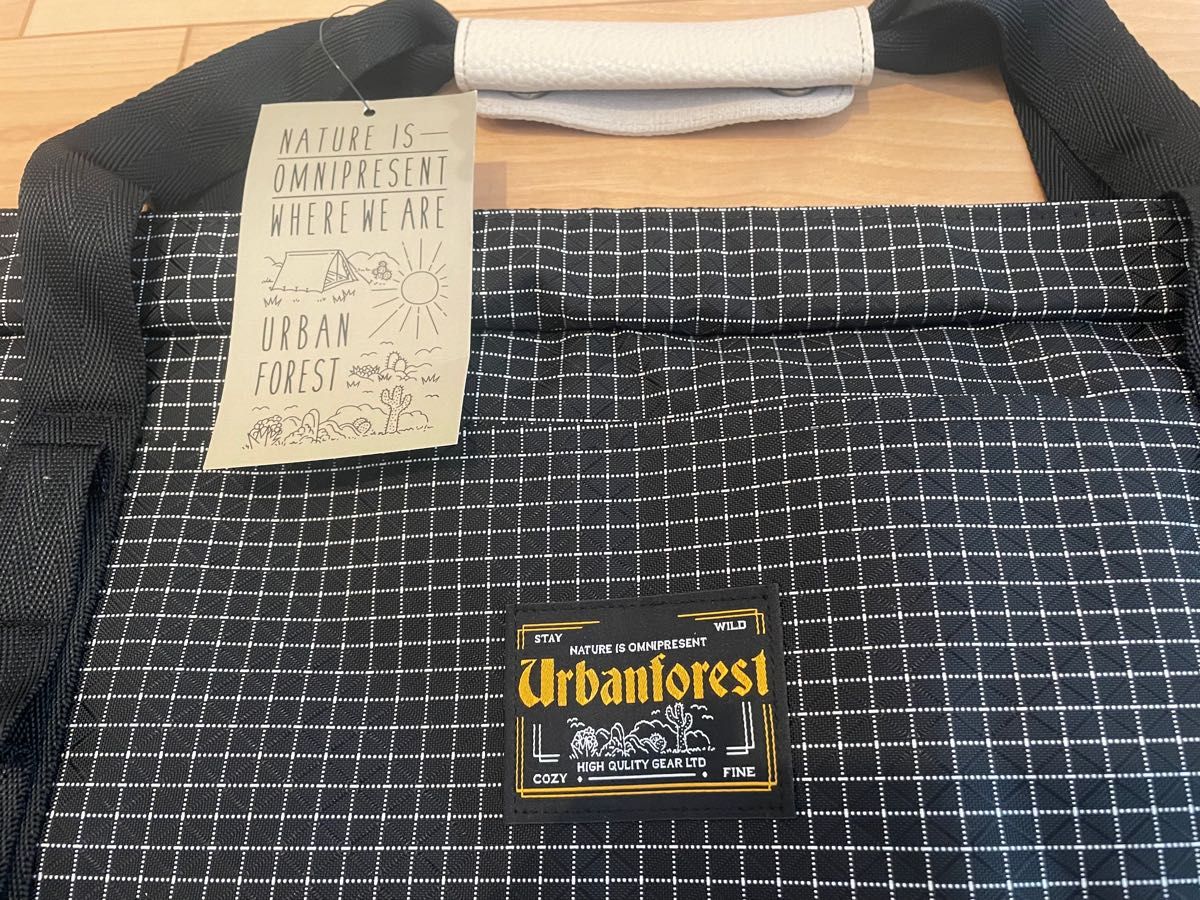 NATURE IS
OMNIPRESENT
WHERE WE ARE
URBAN
FOREST
STAY
WILD
NATURE IS OMNIPRESENT
Urbanforest
HIGH QULITY GEAR LTD
COZY
FINE